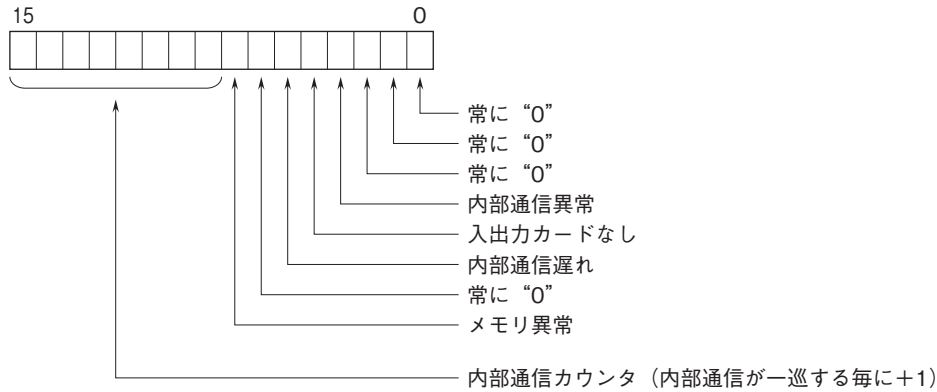 15 0
常に “0”
常に “0”
常に “0”
内部通信異常
入出力カードなし
内部通信遅れ
常に “0”
メモリ異常
内部通信カウンタ（内部通信が一巡する毎に＋1）